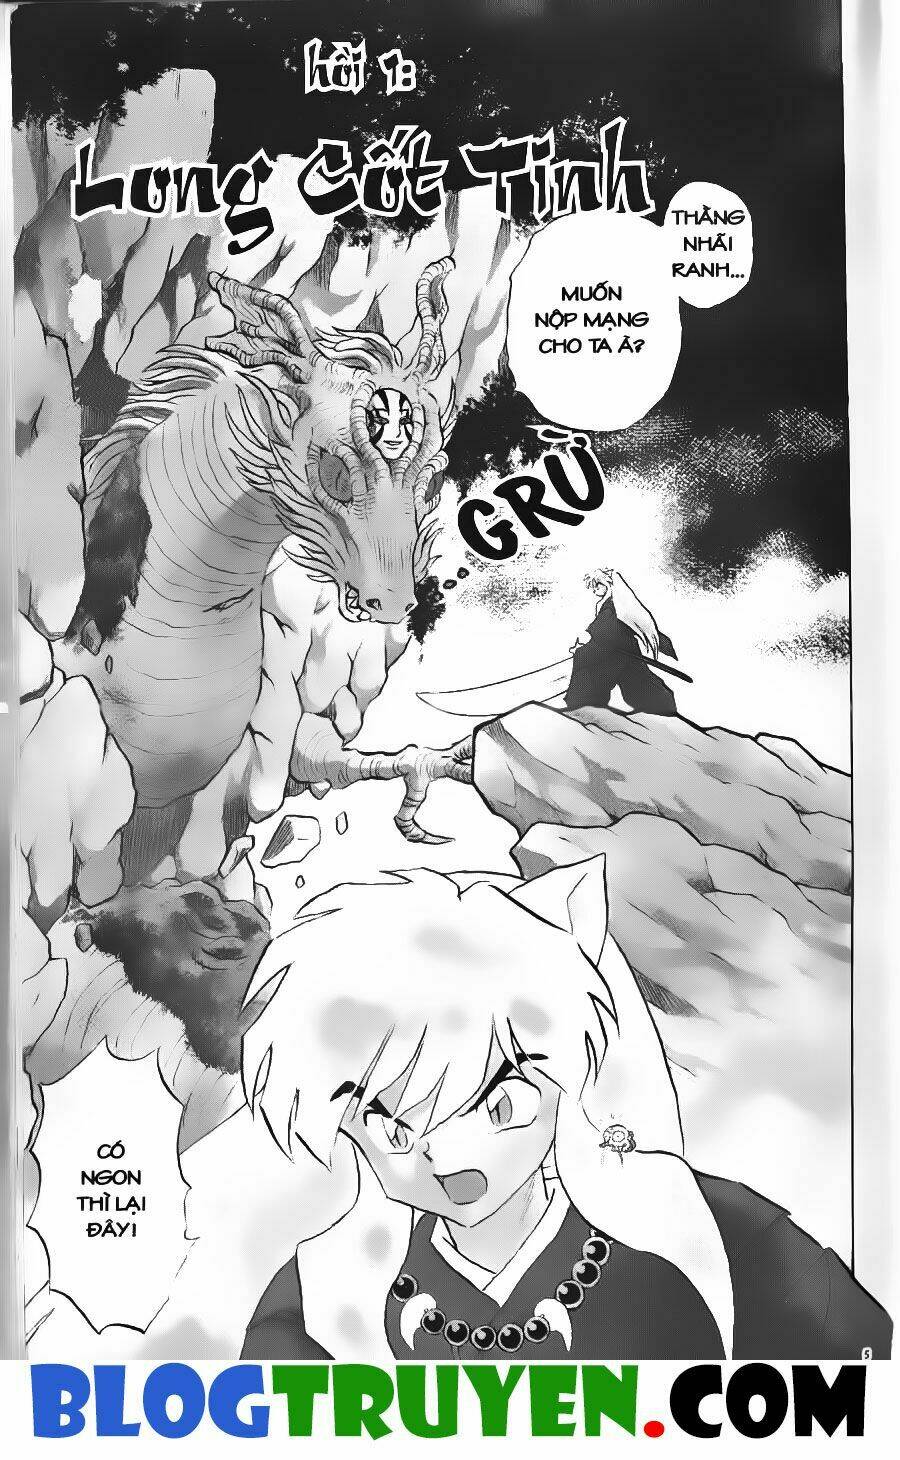 hồi 1:
Long Cốt Tinh
THẰNG
NHÃI
RANH...
MUỐN
NỘP MẠNG
CHO TA À?
GRỪ
CÓ
NGON
THÌ LẠI
ĐÂY!
5
BLOGTRUYEN.COM